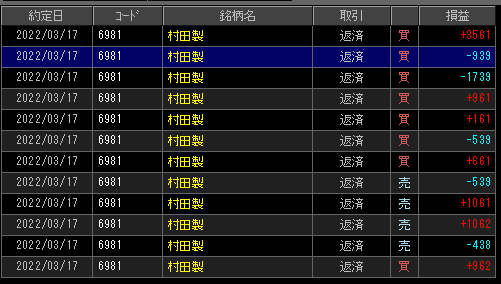 約定日 ｺｰﾄﾞ 銘柄名 取引 損益
2022/03/17 6981 村田製 返済 買 +3561
2022/03/17 6981 村田製 返済 買 -939
2022/03/17 6981 村田製 返済 買 -1739
2022/03/17 6981 村田製 返済 買 +961
2022/03/17 6981 村田製 返済 買 +161
2022/03/17 6981 村田製 返済 買 -539
2022/03/17 6981 村田製 返済 買 +661
2022/03/17 6981 村田製 返済 売 -539
2022/03/17 6981 村田製 返済 売 +1061
2022/03/17 6981 村田製 返済 売 +1062
2022/03/17 6981 村田製 返済 売 -438
2022/03/17 6981 村田製 返済 買 +962